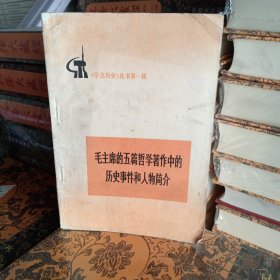 《学点历史》丛书第一辑
毛主席的五篇哲学著作中的
历史事件和人物简介